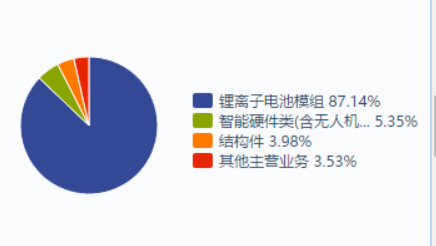 锂离子电池模组 87.14%
智能硬件类(含无人机... 5.35%
结构件 3.98%
其他主营业务 3.53%